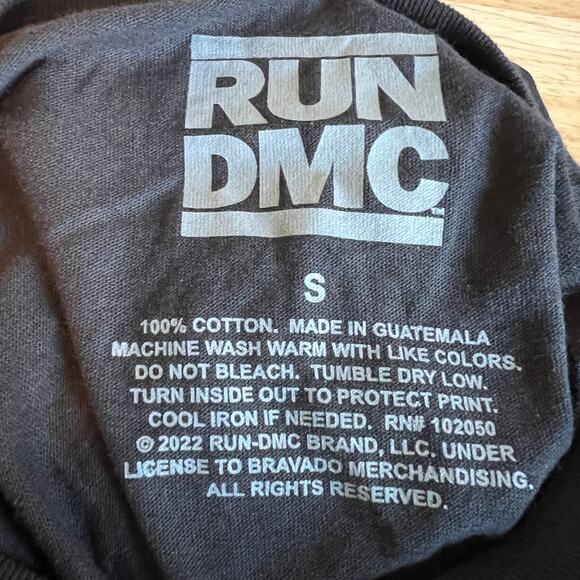 RUN
DMC™
S
100% COTTON. MADE IN GUATEMALA
MACHINE WASH WARM WITH LIKE COLORS.
DO NOT BLEACH. TUMBLE DRY LOW.
TURN INSIDE OUT TO PROTECT PRINT.
COOL IRON IF NEEDED. RN# 102050
© 2022 RUN-DMC BRAND, LLC. UNDER
LICENSE TO BRAVADO MERCHANDISING.
ALL RIGHTS RESERVED.